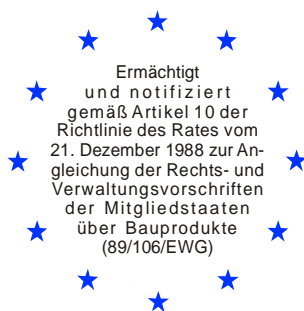 Ermächtigt
und notifiziert
gemäß Artikel 10 der
Richtlinie des Rates vom
21. Dezember 1988 zur An-
gleichung der Rechts- und
Verwaltungsvorschriften
der Mitgliedstaaten
über Bauprodukte
(89/106/EWG)